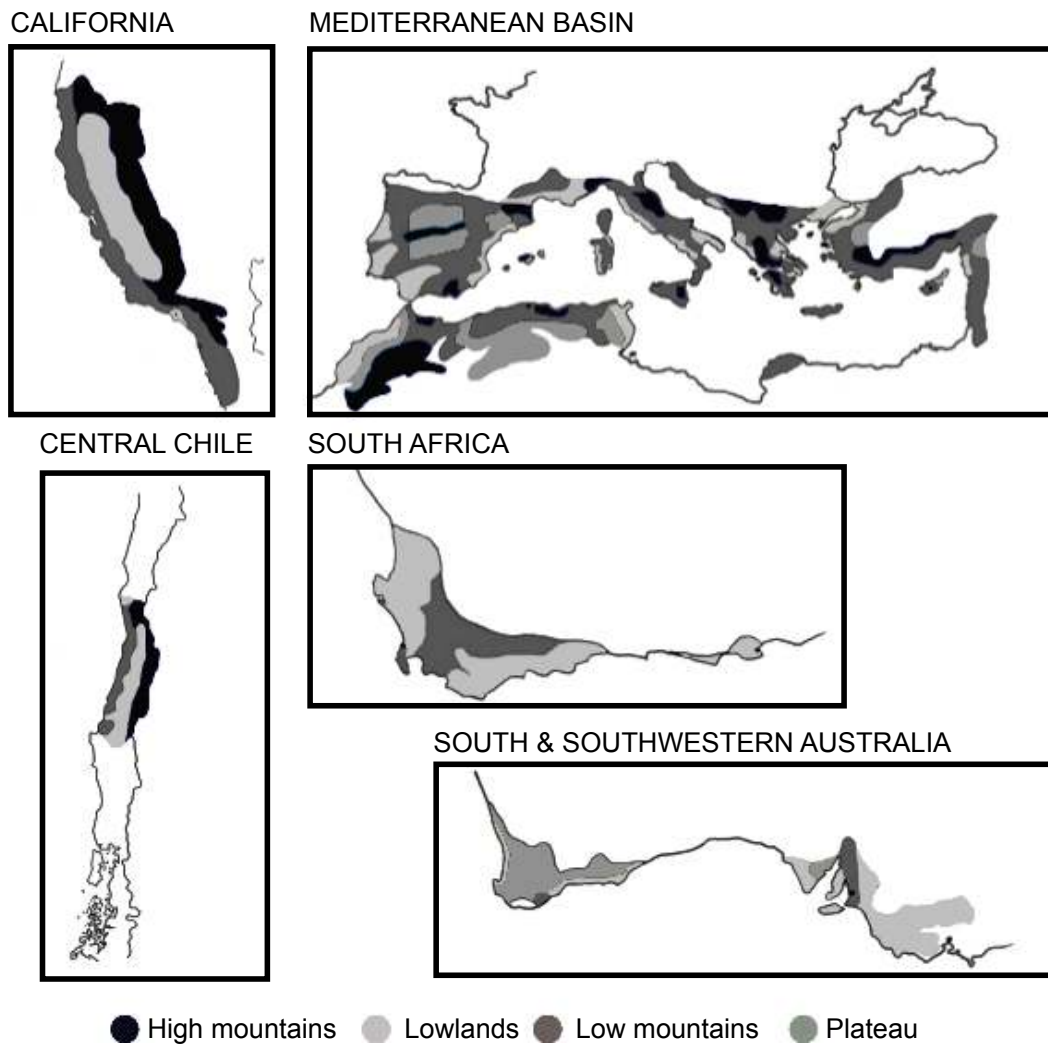 CALIFORNIA
MEDITERRANEAN BASIN
CENTRAL CHILE
SOUTH AFRICA
SOUTH & SOUTHWESTERN AUSTRALIA
High mountains Lowlands Low mountains Plateau